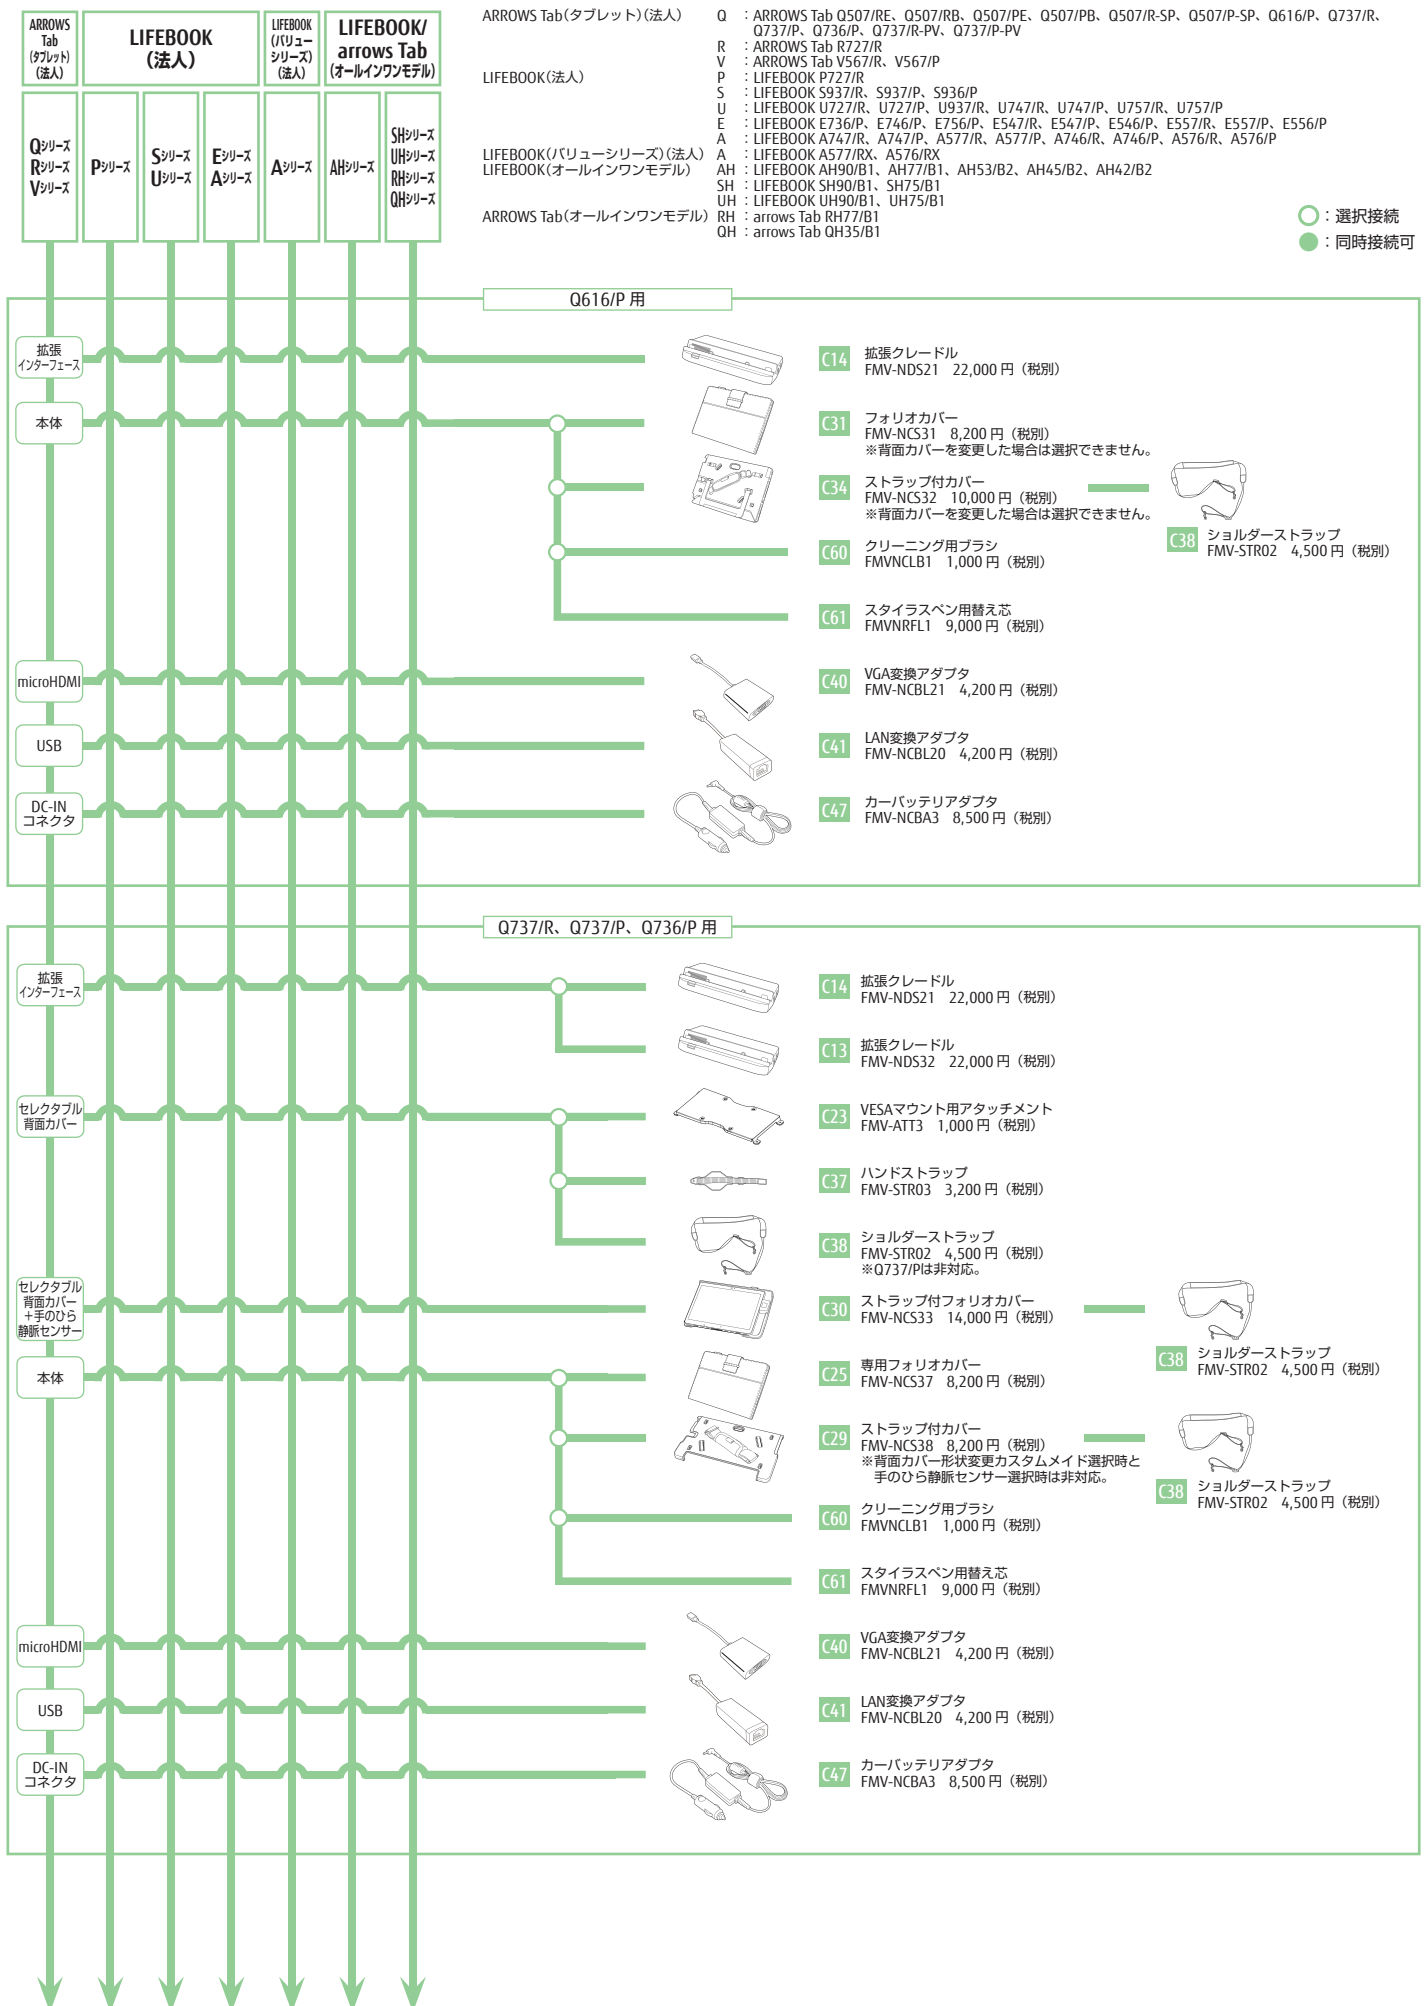 ARROWS
Tab
(タブレット)
(法人)
LIFEBOOK
(法人)
LIFEBOOK
(バリュー
シリーズ)
(法人)
LIFEBOOK/
arrows Tab
(オールインワンモデル)
Qシリーズ
Rシリーズ
Vシリーズ
Pシリーズ
Sシリーズ
Uシリーズ
Eシリーズ
Aシリーズ
Aシリーズ
AHシリーズ
SHシリーズ
UHシリーズ
RHシリーズ
QHシリーズ
ARROWS Tab(タブレット)(法人) Q :ARROWS Tab Q507/RE、Q507/RB、Q507/PE、Q507/PB、Q507/R-SP、Q507/P-SP、Q616/P、Q737/R、
Q737/P、Q736/P、Q737/R-PV、Q737/P-PV
R :ARROWS Tab R727/R
V :ARROWS Tab V567/R、V567/P
LIFEBOOK(法人) P :LIFEBOOK P727/R
S :LIFEBOOK S937/R、S937/P、S936/P
U :LIFEBOOK U727/R、U727/P、U937/R、U747/R、U747/P、U757/R、U757/P
E :LIFEBOOK E736/P、E746/P、E756/P、E547/R、E547/P、E546/P、E557/R、E557/P、E556/P
A :LIFEBOOK A747/R、A747/P、A577/R、A577/P、A746/R、A746/P、A576/R、A576/P
LIFEBOOK(バリューシリーズ)(法人) A :LIFEBOOK A577/RX、A576/RX
LIFEBOOK(オールインワンモデル) AH :LIFEBOOK AH90/B1、AH77/B1、AH53/B2、AH45/B2、AH42/B2
SH :LIFEBOOK SH90/B1、SH75/B1
UH :LIFEBOOK UH90/B1、UH75/B1
ARROWS Tab(オールインワンモデル) RH :arrows Tab RH77/B1
QH :arrows Tab QH35/B1
:選択接続
:同時接続可
Q616/P 用
拡張
インターフェース
C14 拡張クレードル
FMV-NDS21 22,000 円(税別)
本体
C31 フォリオカバー
FMV-NCS31 8,200 円(税別)
※背面カバーを変更した場合は選択できません。
C34 ストラップ付カバー
FMV-NCS32 10,000 円(税別)
※背面カバーを変更した場合は選択できません。
C38 ショルダーストラップ
FMV-STR02 4,500 円(税別)
C60 クリーニング用ブラシ
FMVNCLB1 1,000 円(税別)
C61 スタイラスペン用替え芯
FMVNRFL1 9,000 円(税別)
microHDMI
C40 VGA変換アダプタ
FMV-NCBL21 4,200 円(税別)
USB
C41 LAN変換アダプタ
FMV-NCBL20 4,200 円(税別)
DC-IN
コネクタ
C47 カーバッテリアダプタ
FMV-NCBA3 8,500 円(税別)
Q737/R、Q737/P、Q736/P 用
拡張
インターフェース
C14 拡張クレードル
FMV-NDS21 22,000 円(税別)
C13 拡張クレードル
FMV-NDS32 22,000 円(税別)
セレクタブル
背面カバー
C23 VESAマウント用アタッチメント
FMV-ATT3 1,000 円(税別)
C37 ハンドストラップ
FMV-STR03 3,200 円(税別)
C38 ショルダーストラップ
FMV-STR02 4,500 円(税別)
※Q737/Pは非対応。
セレクタブル
背面カバー
+手のひら
静脈センサー
C30 ストラップ付フォリオカバー
FMV-NCS33 14,000 円(税別)
C38 ショルダーストラップ
FMV-STR02 4,500 円(税別)
本体
C25 専用フォリオカバー
FMV-NCS37 8,200 円(税別)
C29 ストラップ付カバー
FMV-NCS38 8,200 円(税別)
※背面カバー形状変更カスタムメイド選択時と
手のひら静脈センサー選択時は非対応。
C38 ショルダーストラップ
FMV-STR02 4,500 円(税別)
C60 クリーニング用ブラシ
FMVNCLB1 1,000 円(税別)
C61 スタイラスペン用替え芯
FMVNRFL1 9,000 円(税別)
microHDMI
C40 VGA変換アダプタ
FMV-NCBL21 4,200 円(税別)
USB
C41 LAN変換アダプタ
FMV-NCBL20 4,200 円(税別)
DC-IN
コネクタ
C47 カーバッテリアダプタ
FMV-NCBA3 8,500 円(税別)